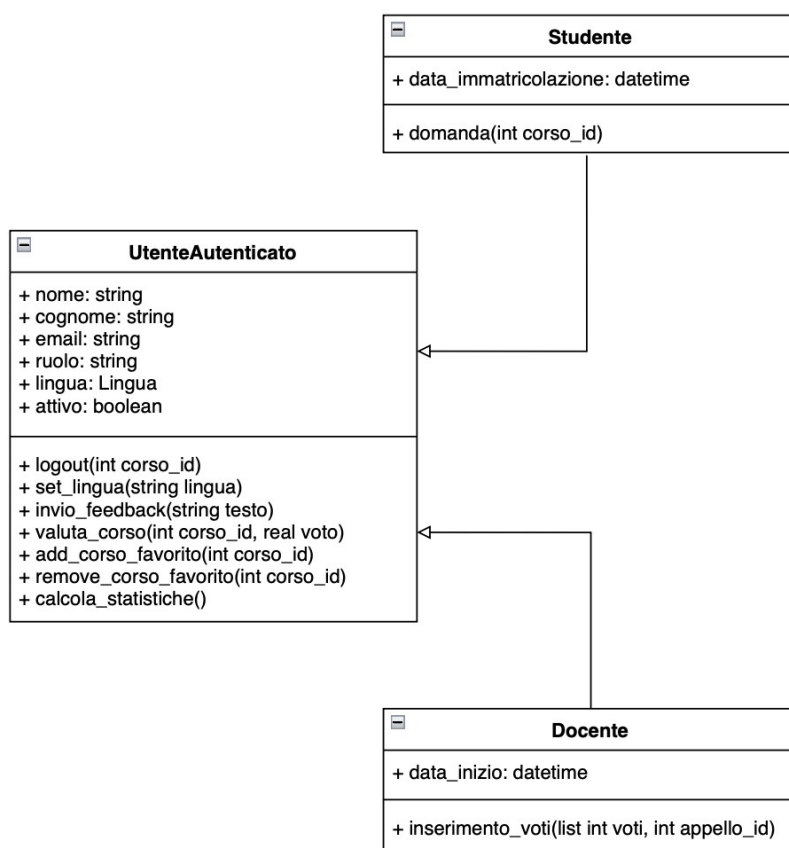 Studente
+ data_immatricolazione: datetime
+ domanda(int corso_id)
UtenteAutenticato
+ nome: string
+ cognome: string
+ email: string
+ ruolo: string
+ lingua: Lingua
+ attivo: boolean
+ logout(int corso_id)
+ set_lingua(string lingua)
+ invio_feedback(string testo)
+ valuta_corso(int corso_id, real voto)
+ add_corso_favorito(int corso_id)
+ remove_corso_favorito(int corso_id)
+ calcola_statistiche()
Docente
+ data_inizio: datetime
+ inserimento_voti(list int voti, int appello_id)